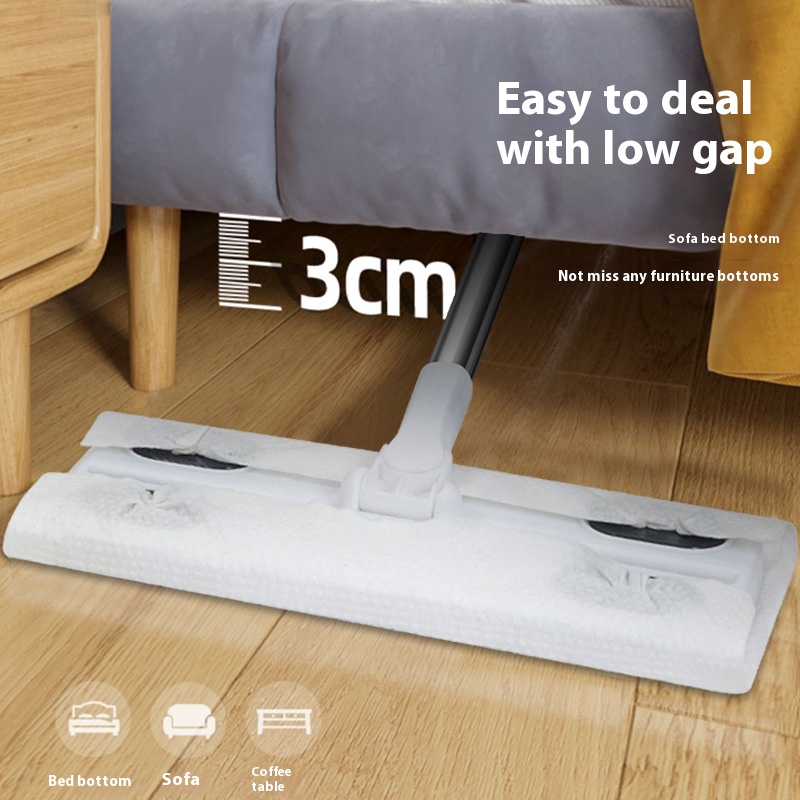 Easy to deal
with low gap
Sofa bed bottom
Not miss any furniture bottoms
3cm
Bed bottom
Sofa
Coffee
table